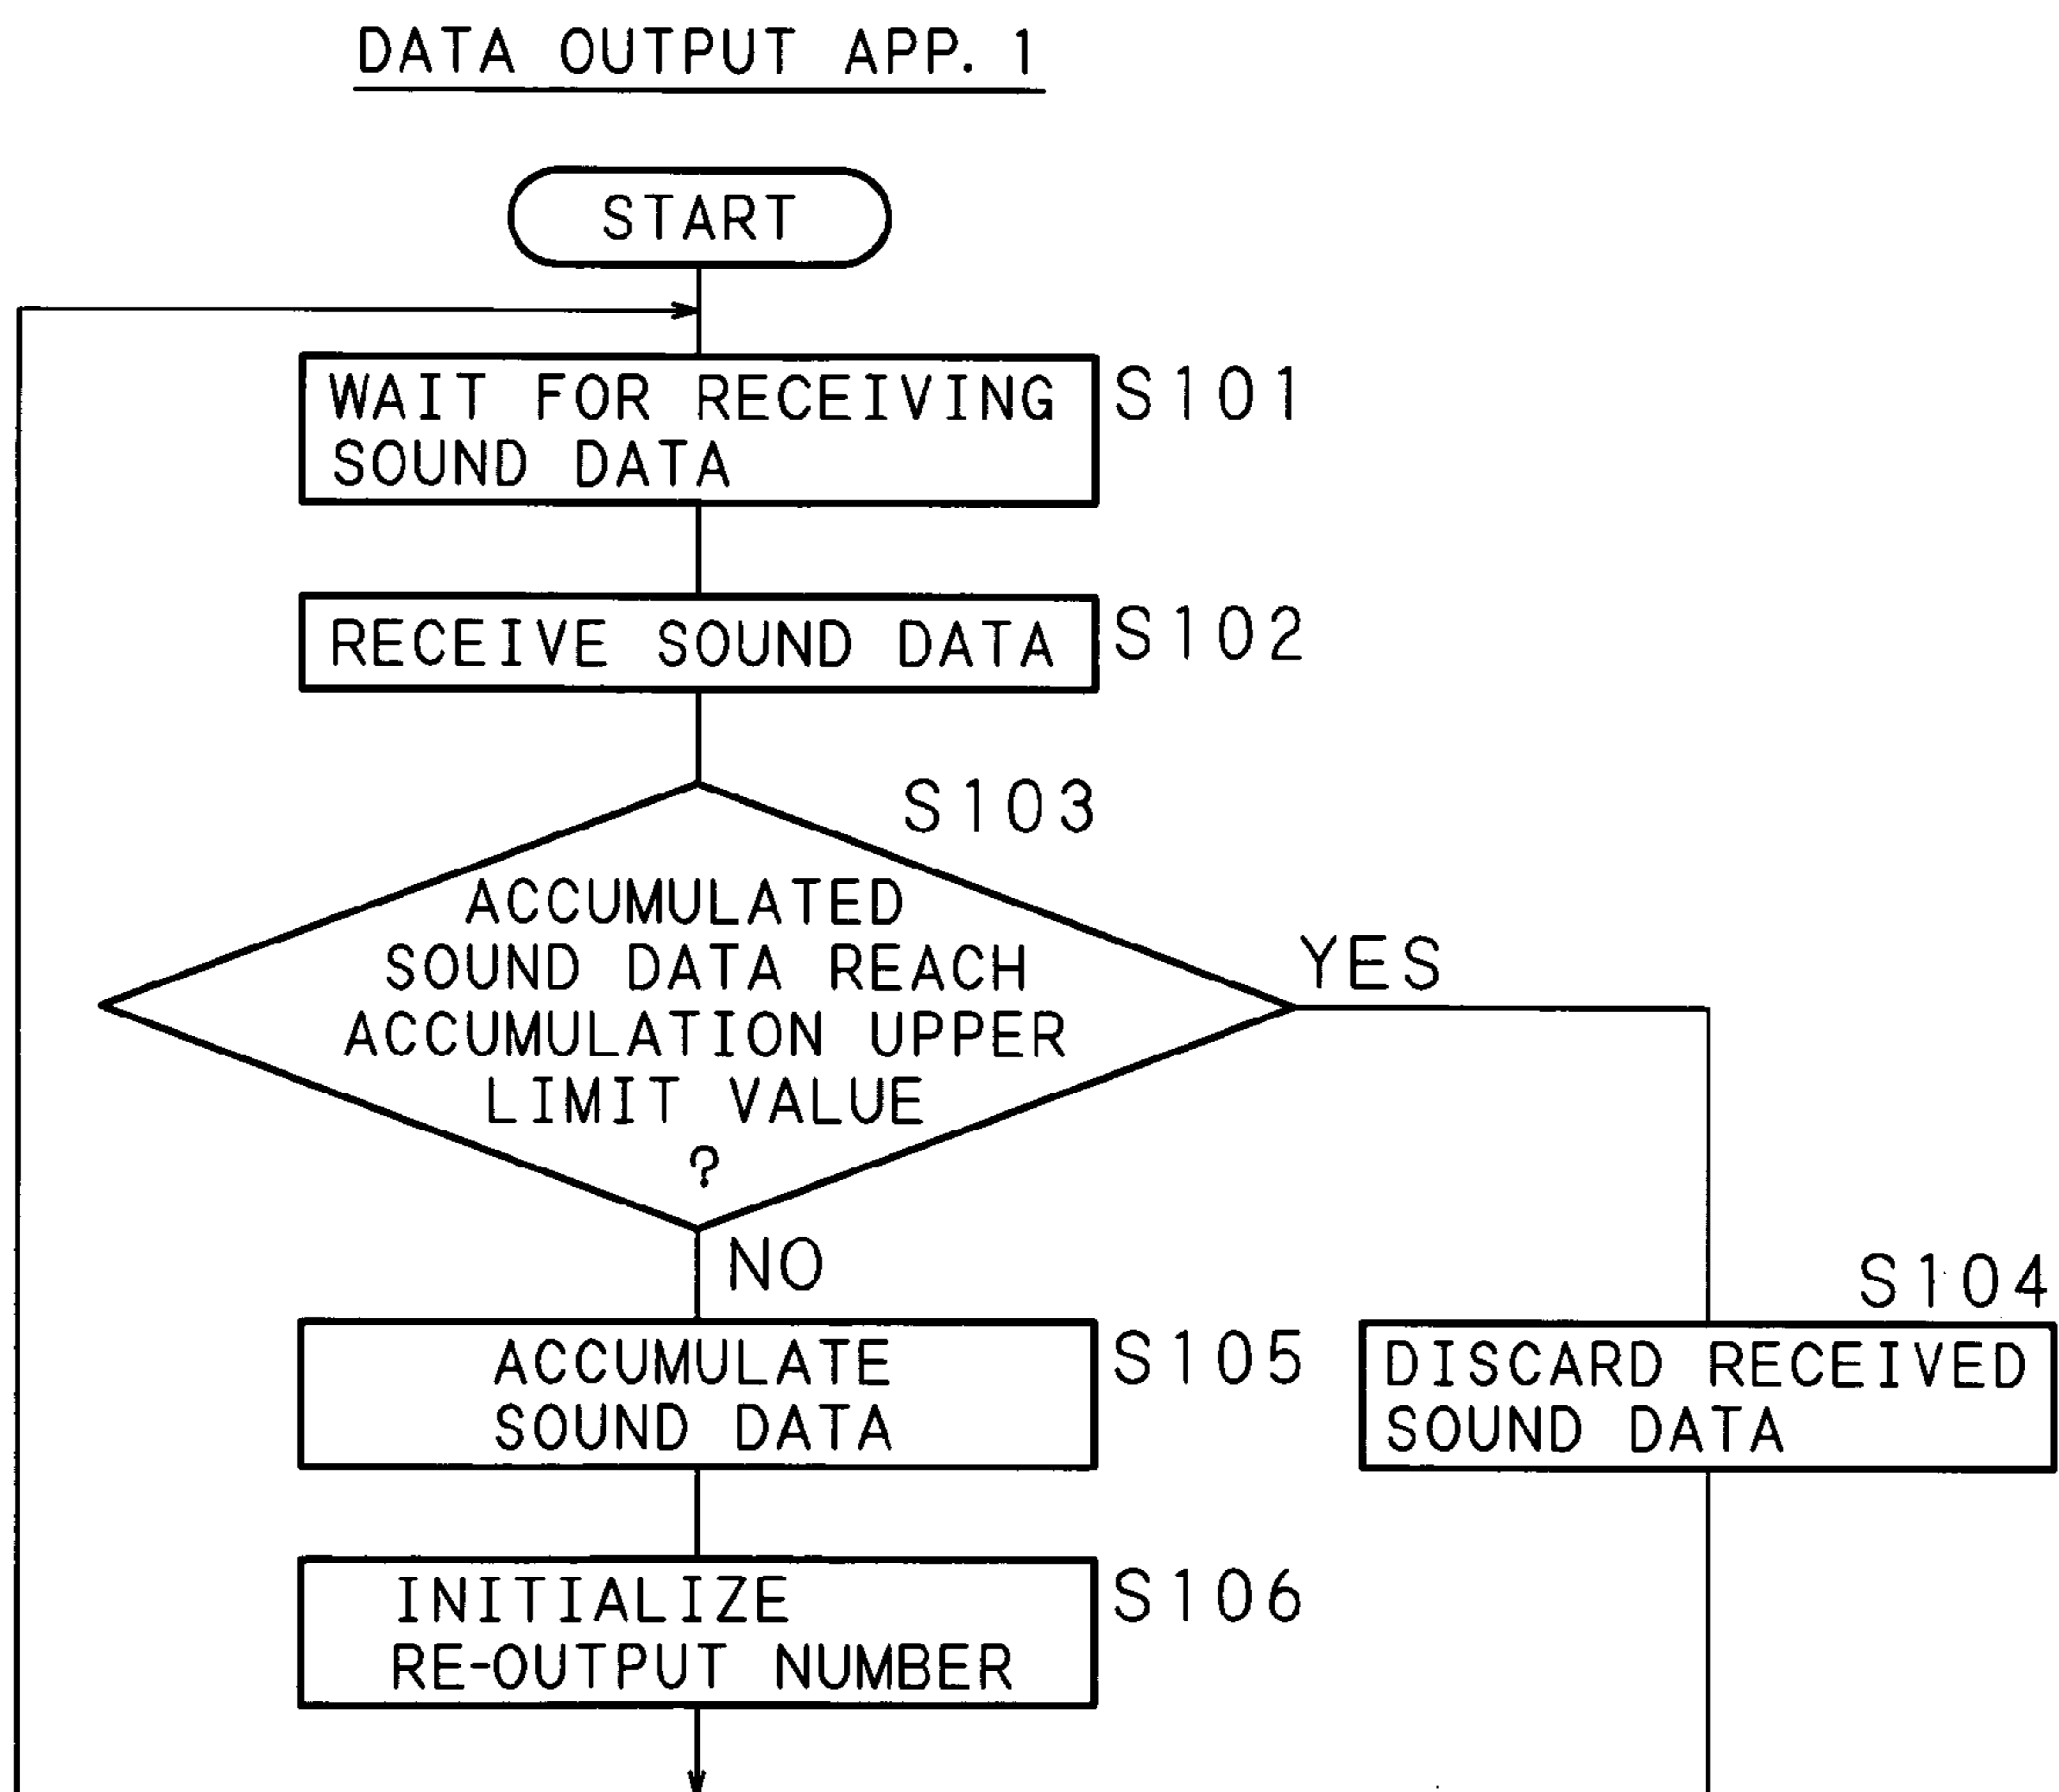 DATA OUTPUT APP. 1
START
WAIT FOR RECEIVING
SOUND DATA
S101
RECEIVE SOUND DATA
S102
S103
ACCUMULATED
SOUND DATA REACH
ACCUMULATION UPPER
LIMIT VALUE
?
YES
NO
S104
DISCARD RECEIVED
SOUND DATA
ACCUMULATE
SOUND DATA
S105
INITIALIZE
RE-OUTPUT NUMBER
S106